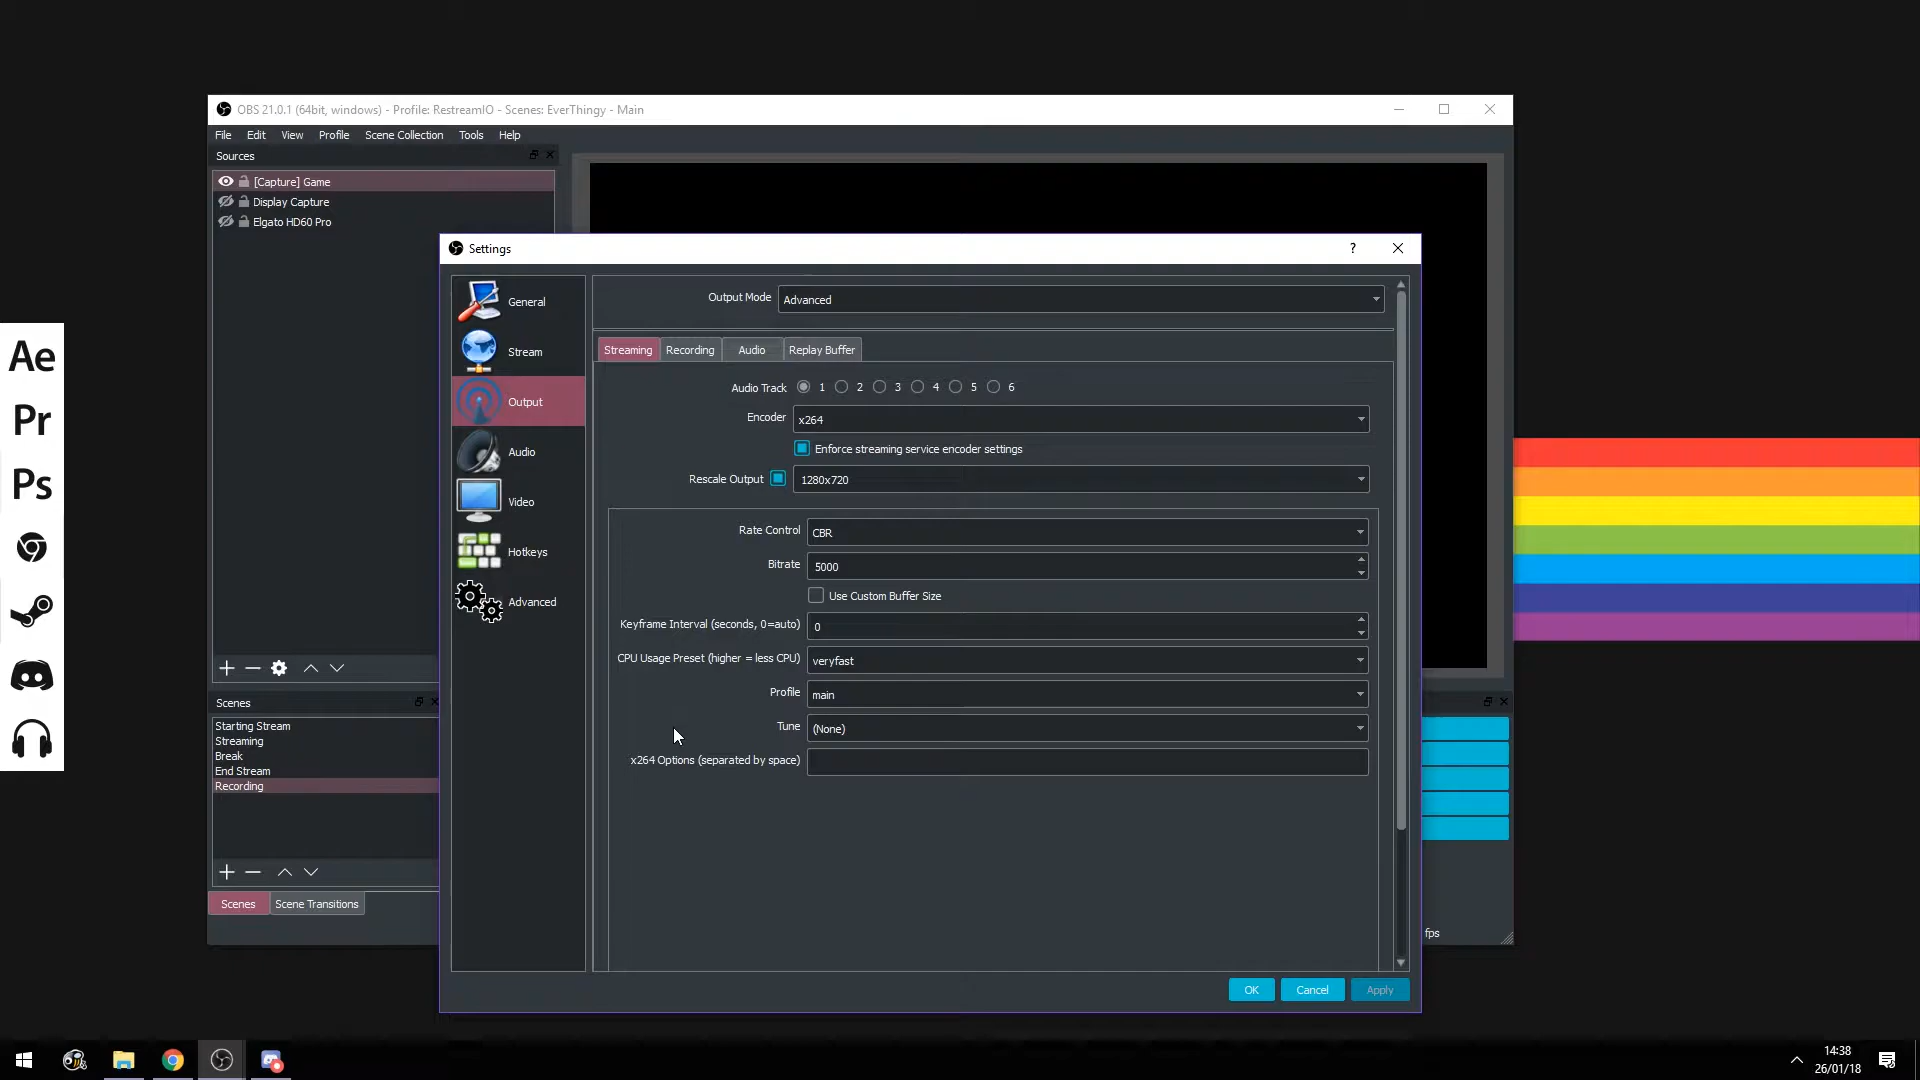 OBS 21.0.1 (64bit, windows) - Profile: RestreamIO - Scenes: EverThingy - Main
File Edit View Profile Scene Collection Tools Help
Sources
[Capture] Game
Display Capture
Elgato HD60 Pro
Settings
?
General
Stream
Output
Audio
Video
Hotkeys
Advanced
Output Mode Advanced
Streaming Recording Audio Replay Buffer
Audio Track 1 2 3 4 5 6
Encoder x264
Enforce streaming service encoder settings
Rescale Output 1280x720
Rate Control CBR
Bitrate 5000
Use Custom Buffer Size
Keyframe Interval (seconds, 0=auto) 0
CPU Usage Preset (higher = less CPU) veryfast
Profile main
Tune (None)
x264 Options (separated by space)
OK Cancel Apply
Scenes
Starting Stream
Streaming
Break
End Stream
Recording
Scenes Scene Transitions
fps
Ae
Pr
Ps
14:38
26/01/18